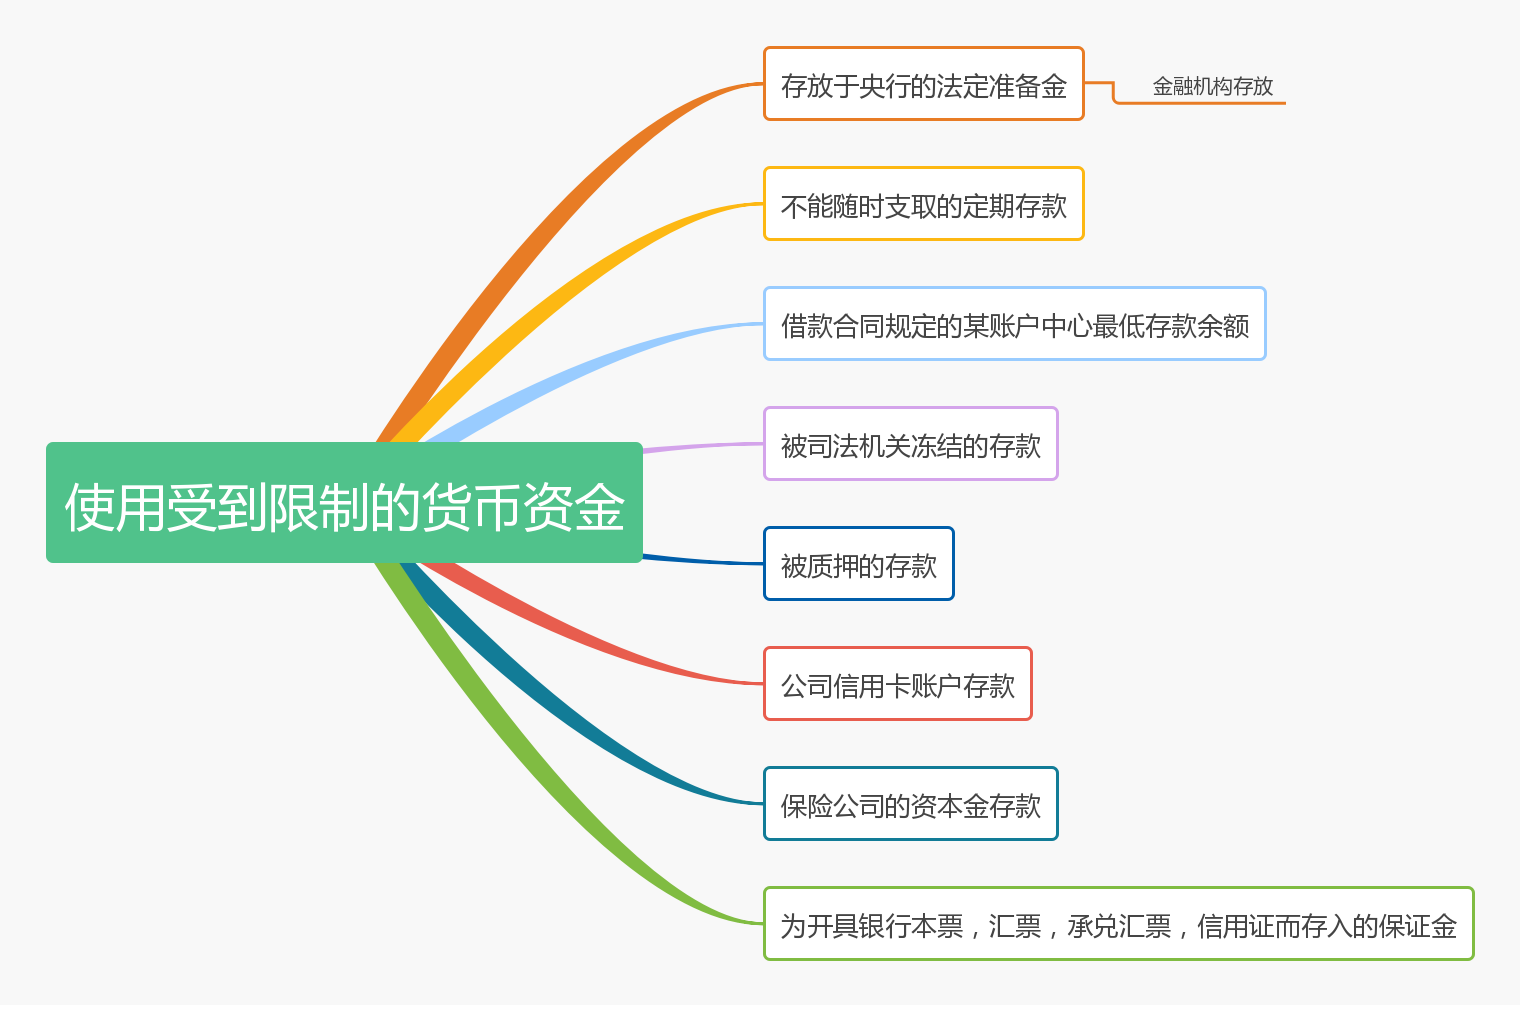 存放于央行的法定准备金
金融机构存放
不能随时支取的定期存款
借款合同规定的某账户中心最低存款余额
被司法机关冻结的存款
使用受到限制的货币资金
被质押的存款
公司信用卡账户存款
保险公司的资本金存款
为开具银行本票，汇票，承兑汇票，信用证而存入的保证金